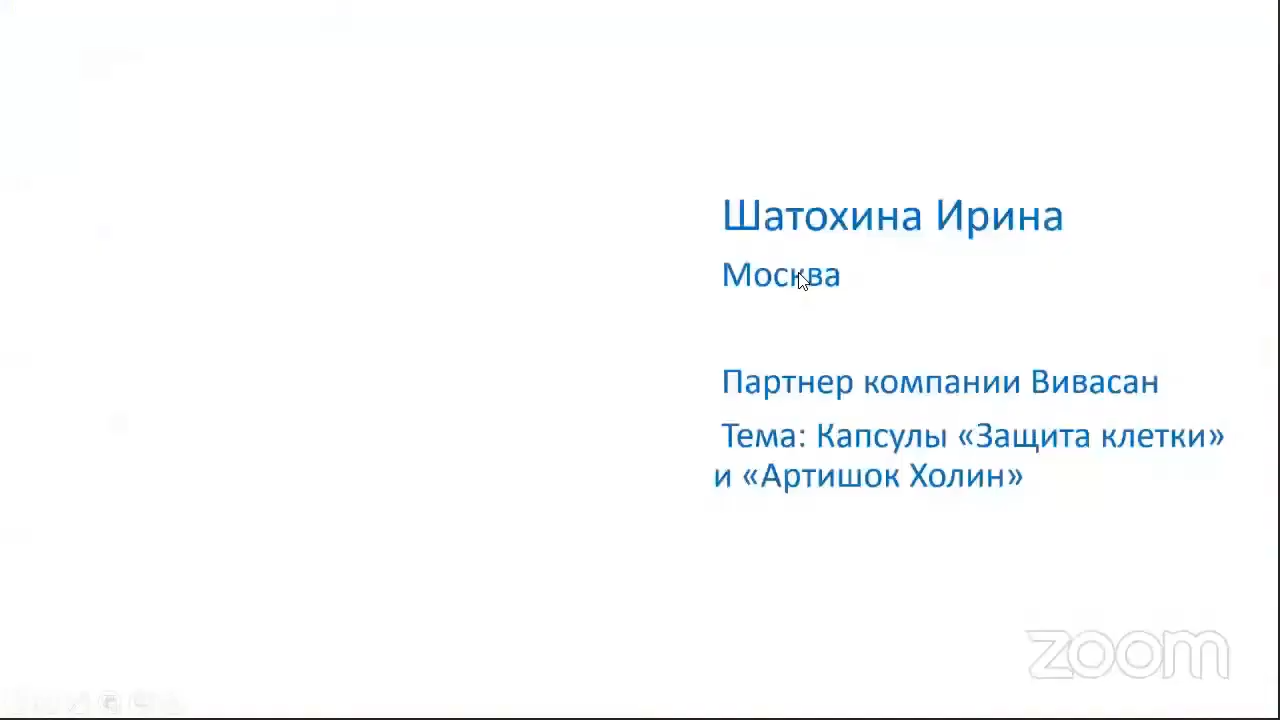 Шатохина Ирина
Москва
Партнер компании Вивасан
Тема: Капсулы «Защита клетки»
и «Артишок Холин»
zoom